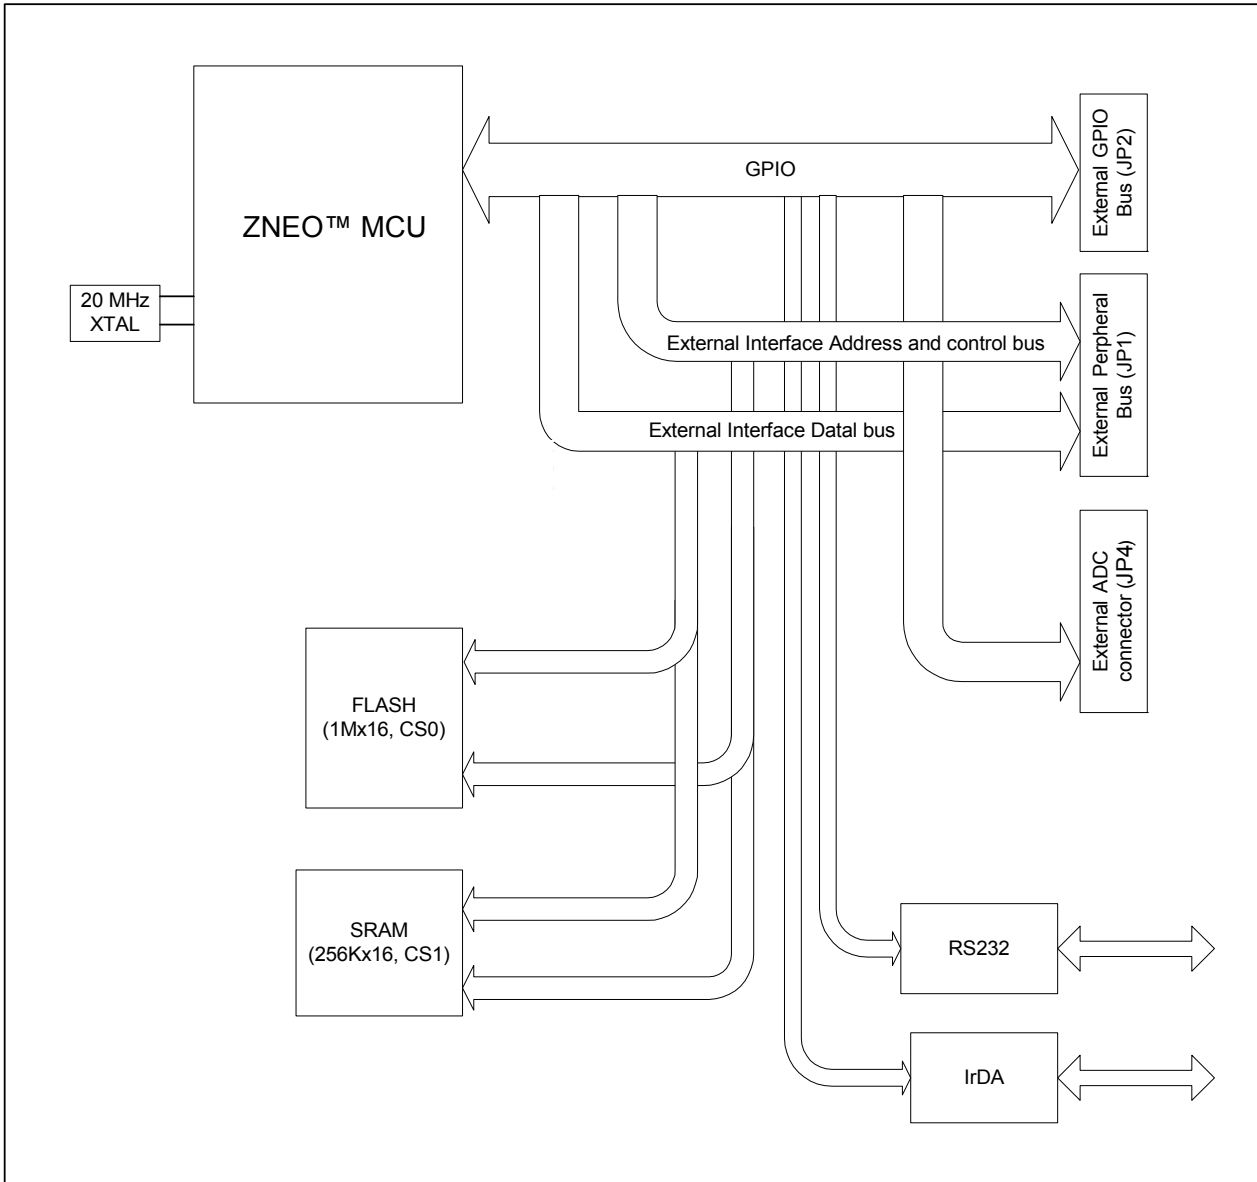 ZNEO™ MCU
20 MHz
XTAL
GPIO
External GPIO
Bus (JP2)
External Interface Address and control bus
External Interface Datal bus
External Perpheral
Bus (JP1)
External ADC
connector (JP4)
FLASH
(1Mx16, CS0)
SRAM
(256Kx16, CS1)
RS232
IrDA